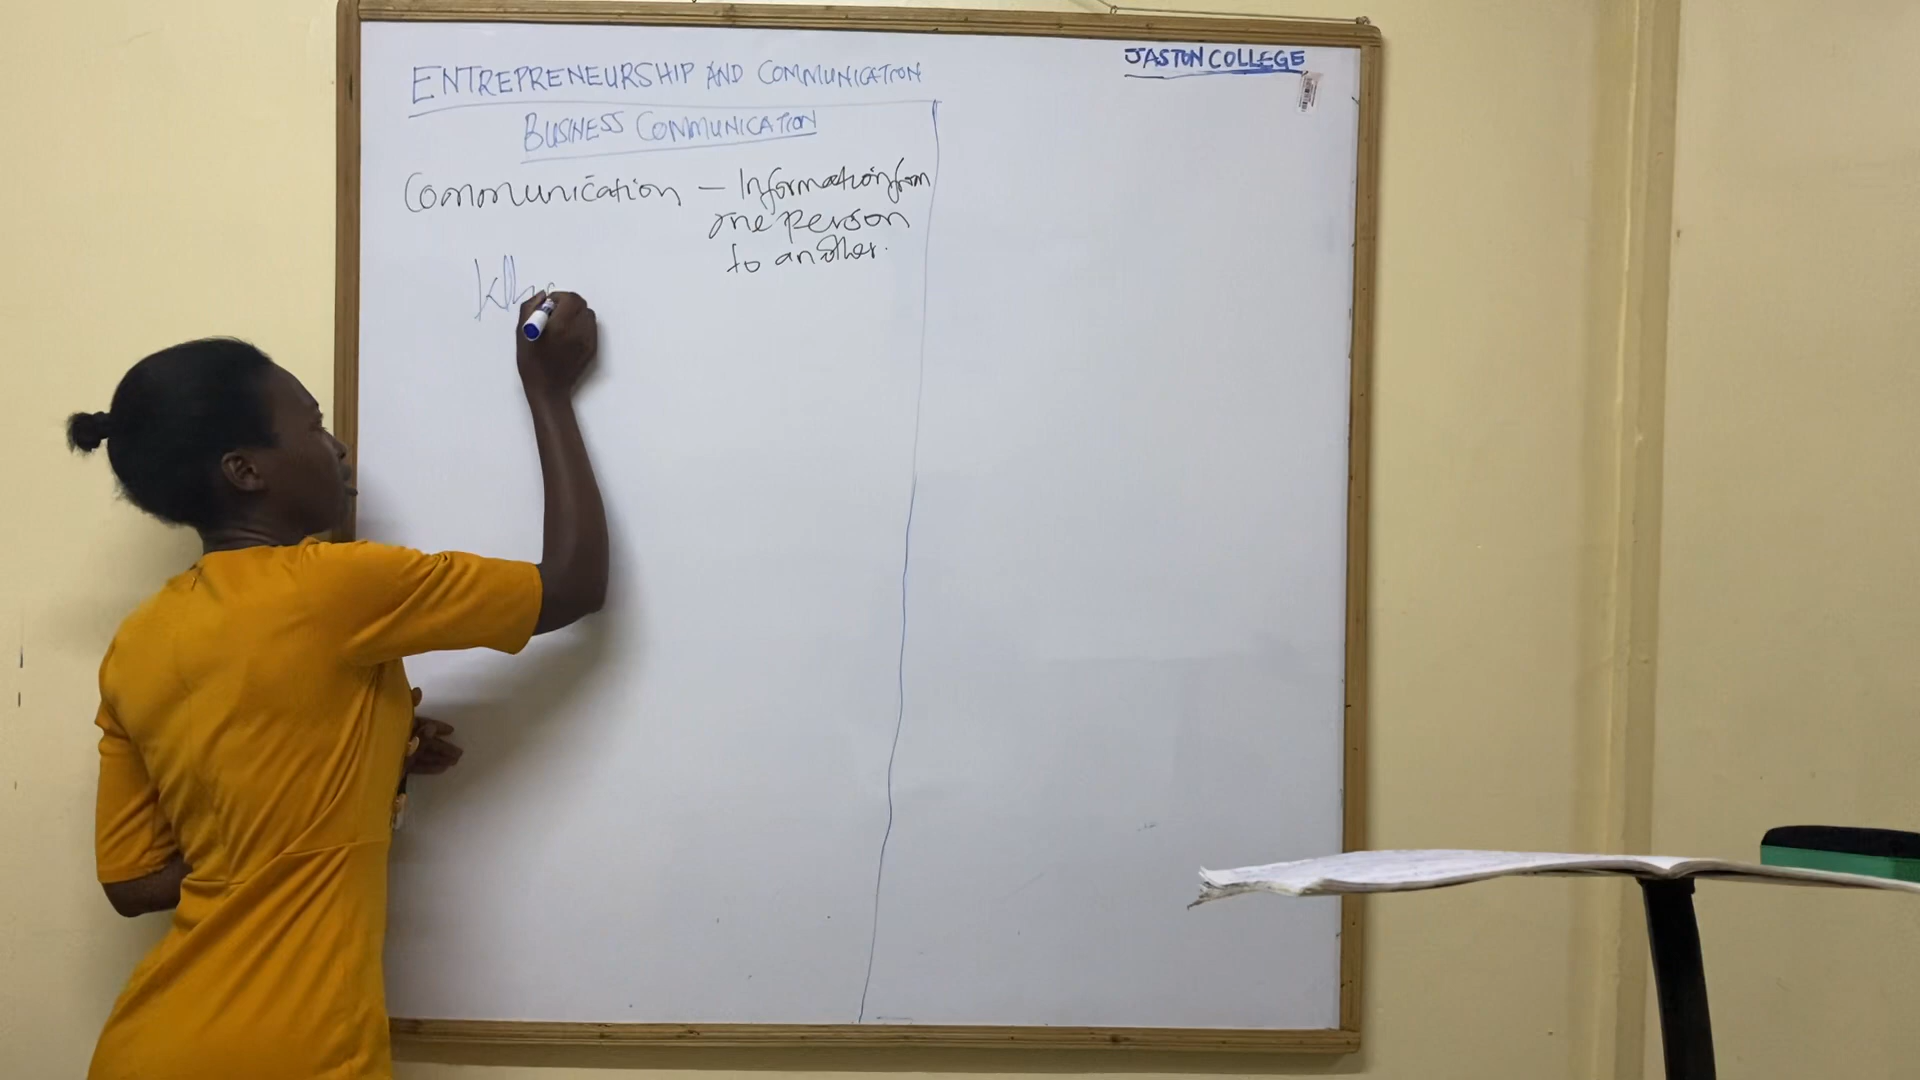 ENTREPRENEURSHIP AND COMMUNICATION
BUSINESS COMMUNICATION
Communication – Information from
one person
to another.
JASTON COLLEGE